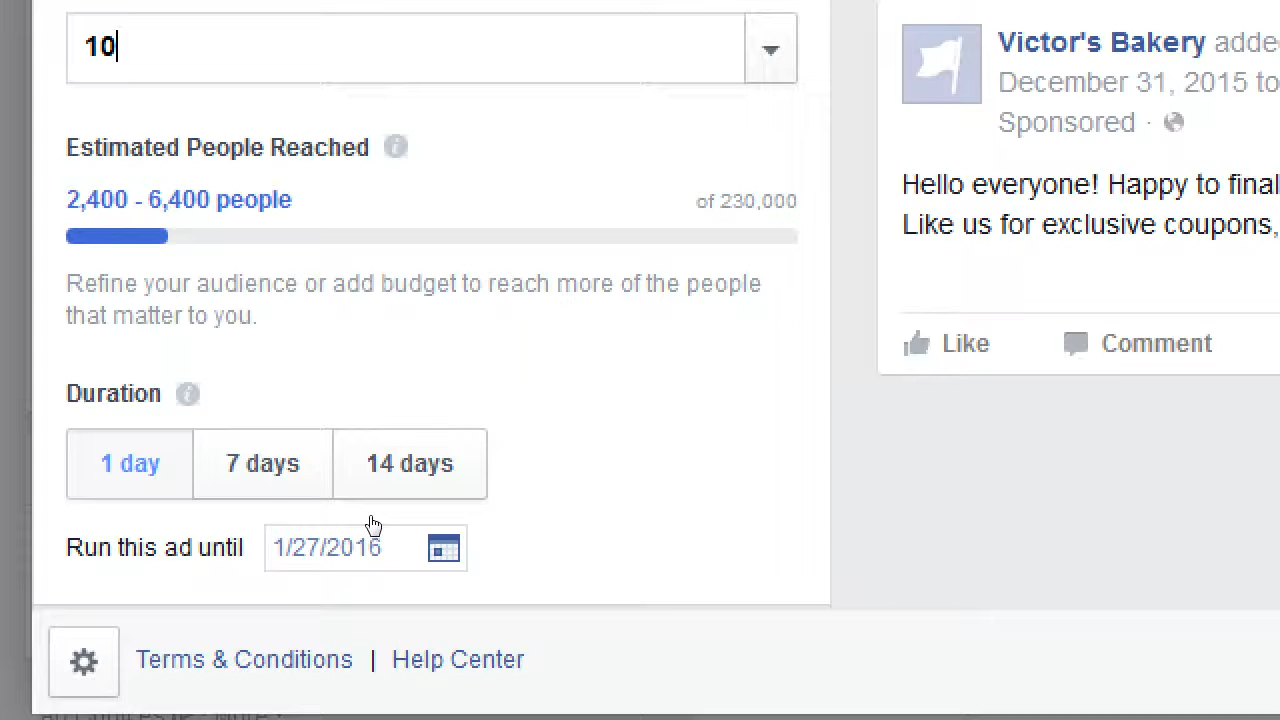 10
Estimated People Reached
2,400 - 6,400 people
of 230,000
Refine your audience or add budget to reach more of the people
that matter to you.
Duration
1 day
7 days
14 days
Run this ad until
1/27/2016
Terms & Conditions | Help Center
Victor's Bakery added
December 31, 2015 to
Sponsored ·
Hello everyone! Happy to final
Like us for exclusive coupons,
Like
Comment